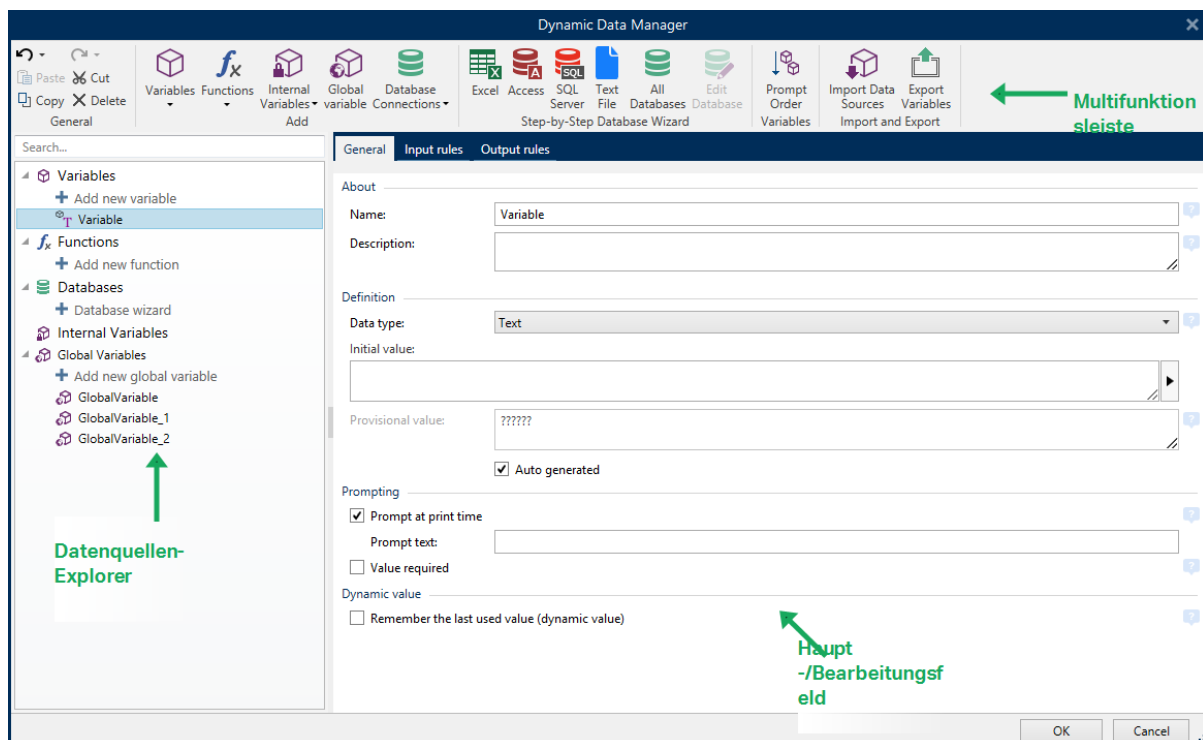 Dynamic Data Manager
Paste Cut
Copy Delete
General
Variables Functions Internal Variables Global variable Database Connections
Add
Excel Access SQL Server Text File All Databases Edit Database
SQL
Step-by-Step Database Wizard
Prompt Order
Variables
Import Data Sources Export Variables
Import and Export
Multifunktion
sleiste
Search...
Variables
Add new variable
Variable
Functions
Add new function
Databases
Database wizard
Internal Variables
Global Variables
Add new global variable
GlobalVariable
GlobalVariable_1
GlobalVariable_2
Datenquellen-
Explorer
General Input rules Output rules
About
Name: Variable
Description:
Definition
Data type: Text
Initial value:
Provisional value: ??????
Auto generated
Prompting
Prompt at print time
Prompt text:
Value required
Dynamic value
Remember the last used value (dynamic value)
Haupt
-/Bearbeitungsf
eld
OK Cancel